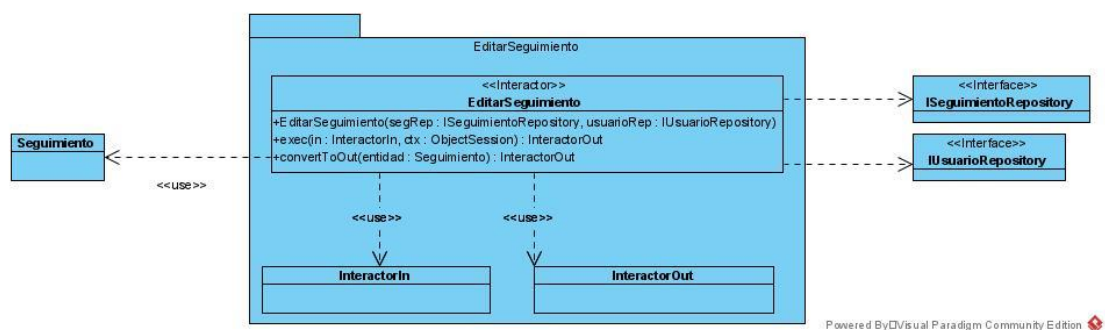 EditarSeguimiento
<<Interactor>>
EditarSeguimiento
+EditarSeguimiento(segRep : ISeguimientoRepository, usuarioRep : IUsuarioRepository)
+exec(in : InteractorIn, ctx : ObjectSession) : InteractorOut
+convertToOut(entidad : Seguimiento) : InteractorOut
<<Interface>>
ISeguimientoRepository
<<Interface>>
IUsuarioRepository
Seguimiento
<<use>>
<<use>>
<<use>>
InteractorIn
InteractorOut
Powered By Visual Paradigm Community Edition